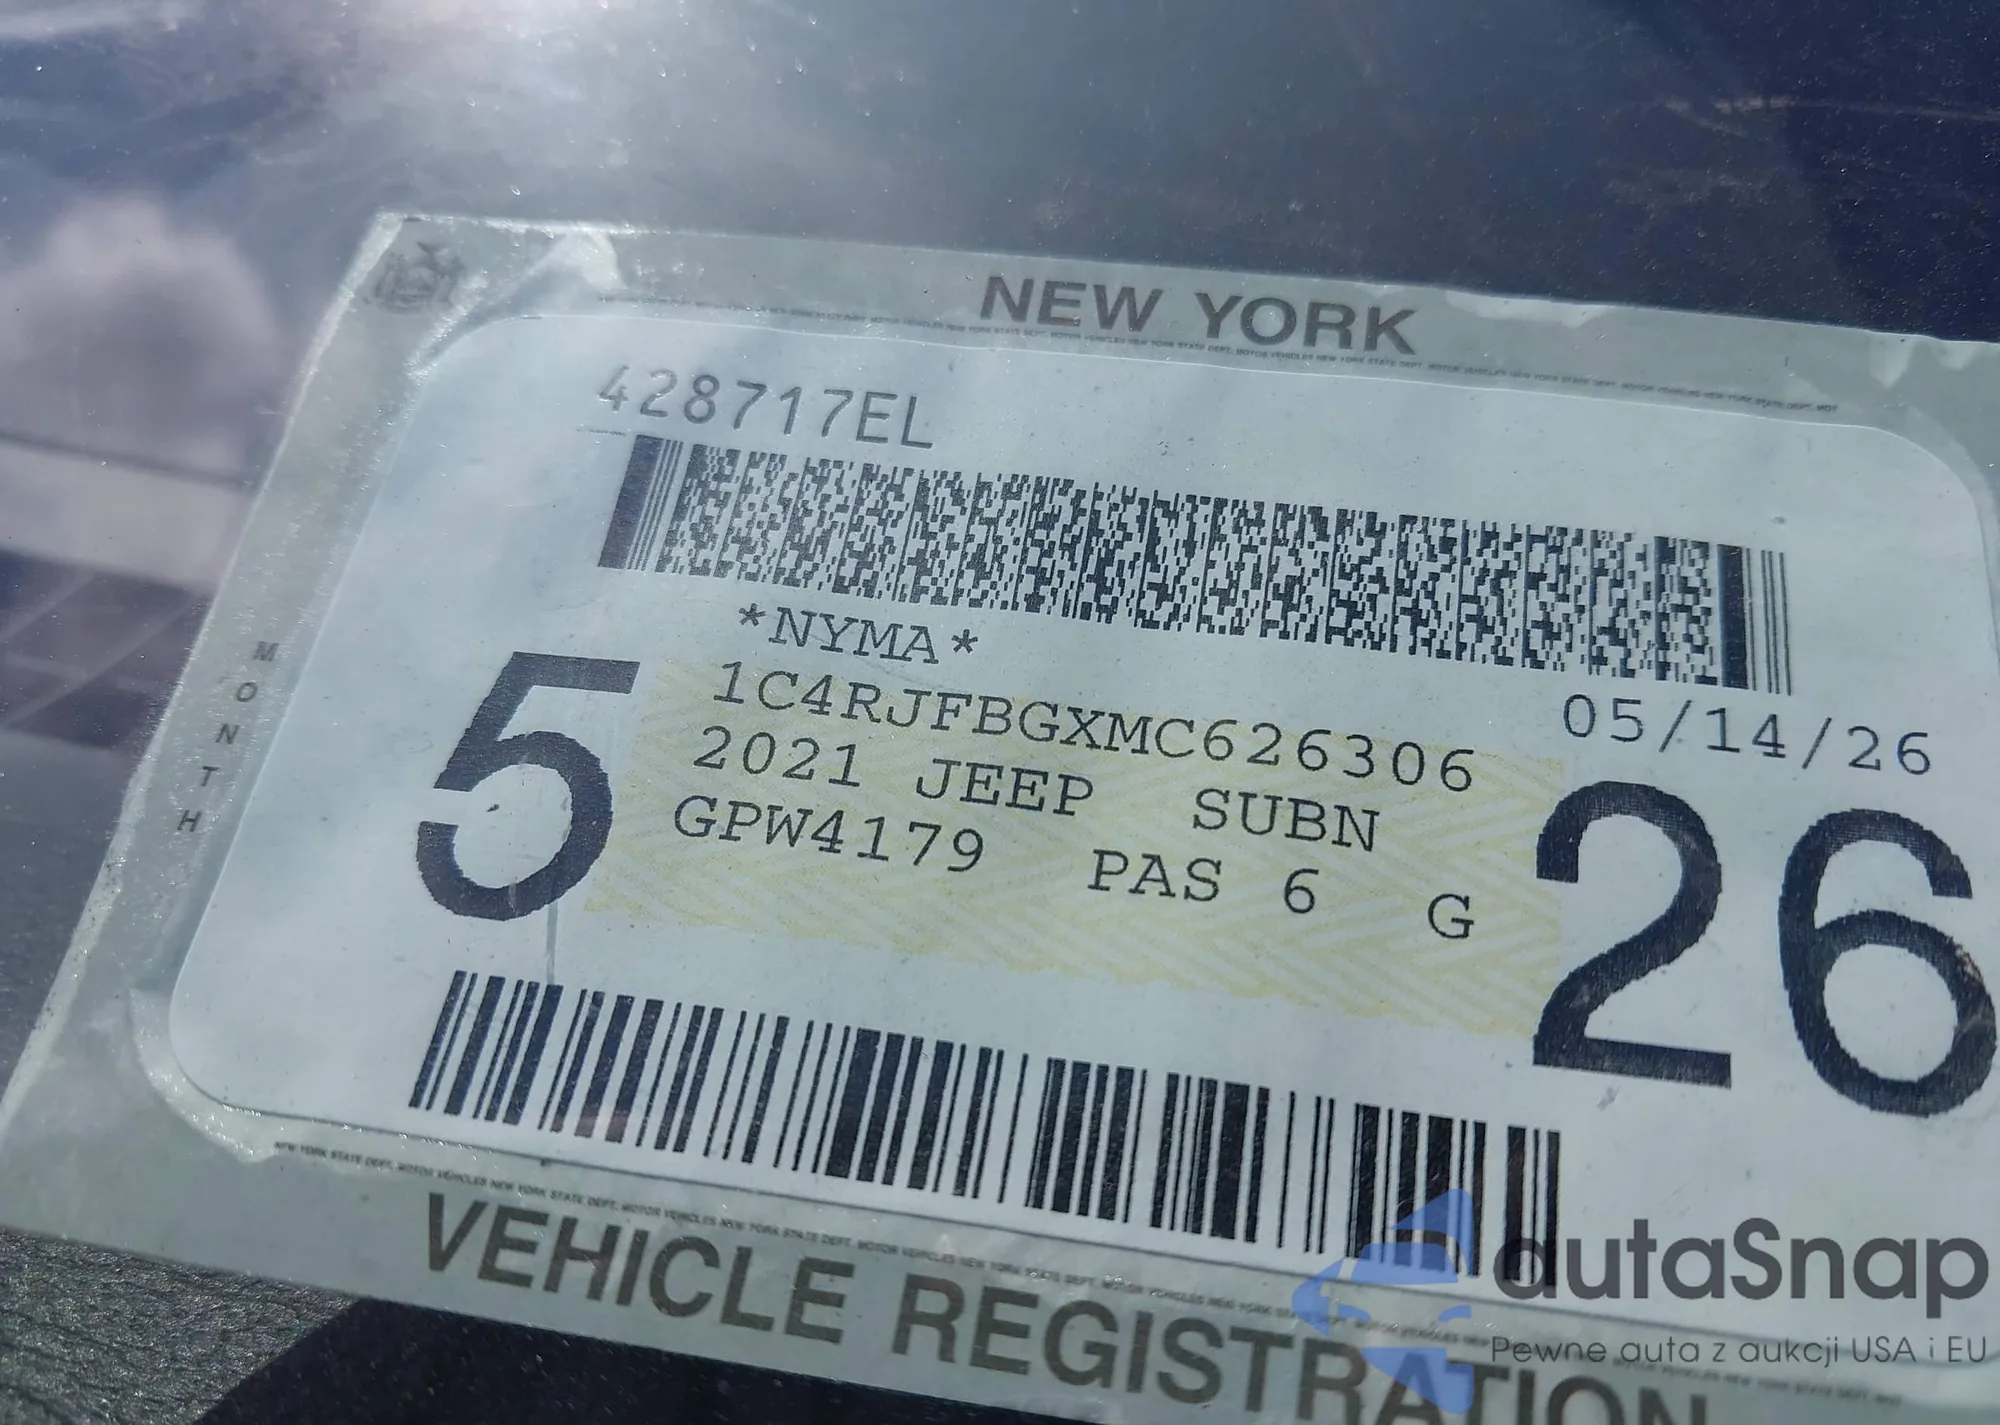 NEW YORK
428717EL
*NYMA*
1C4RJFBGXMC626306
05/14/26
2021 JEEP SUBN
GPW4179 PAS 6 G
MONTH
5
26
VEHICLE REGISTRATION
autaSnap
Pewne auta z aukcji USA i EU